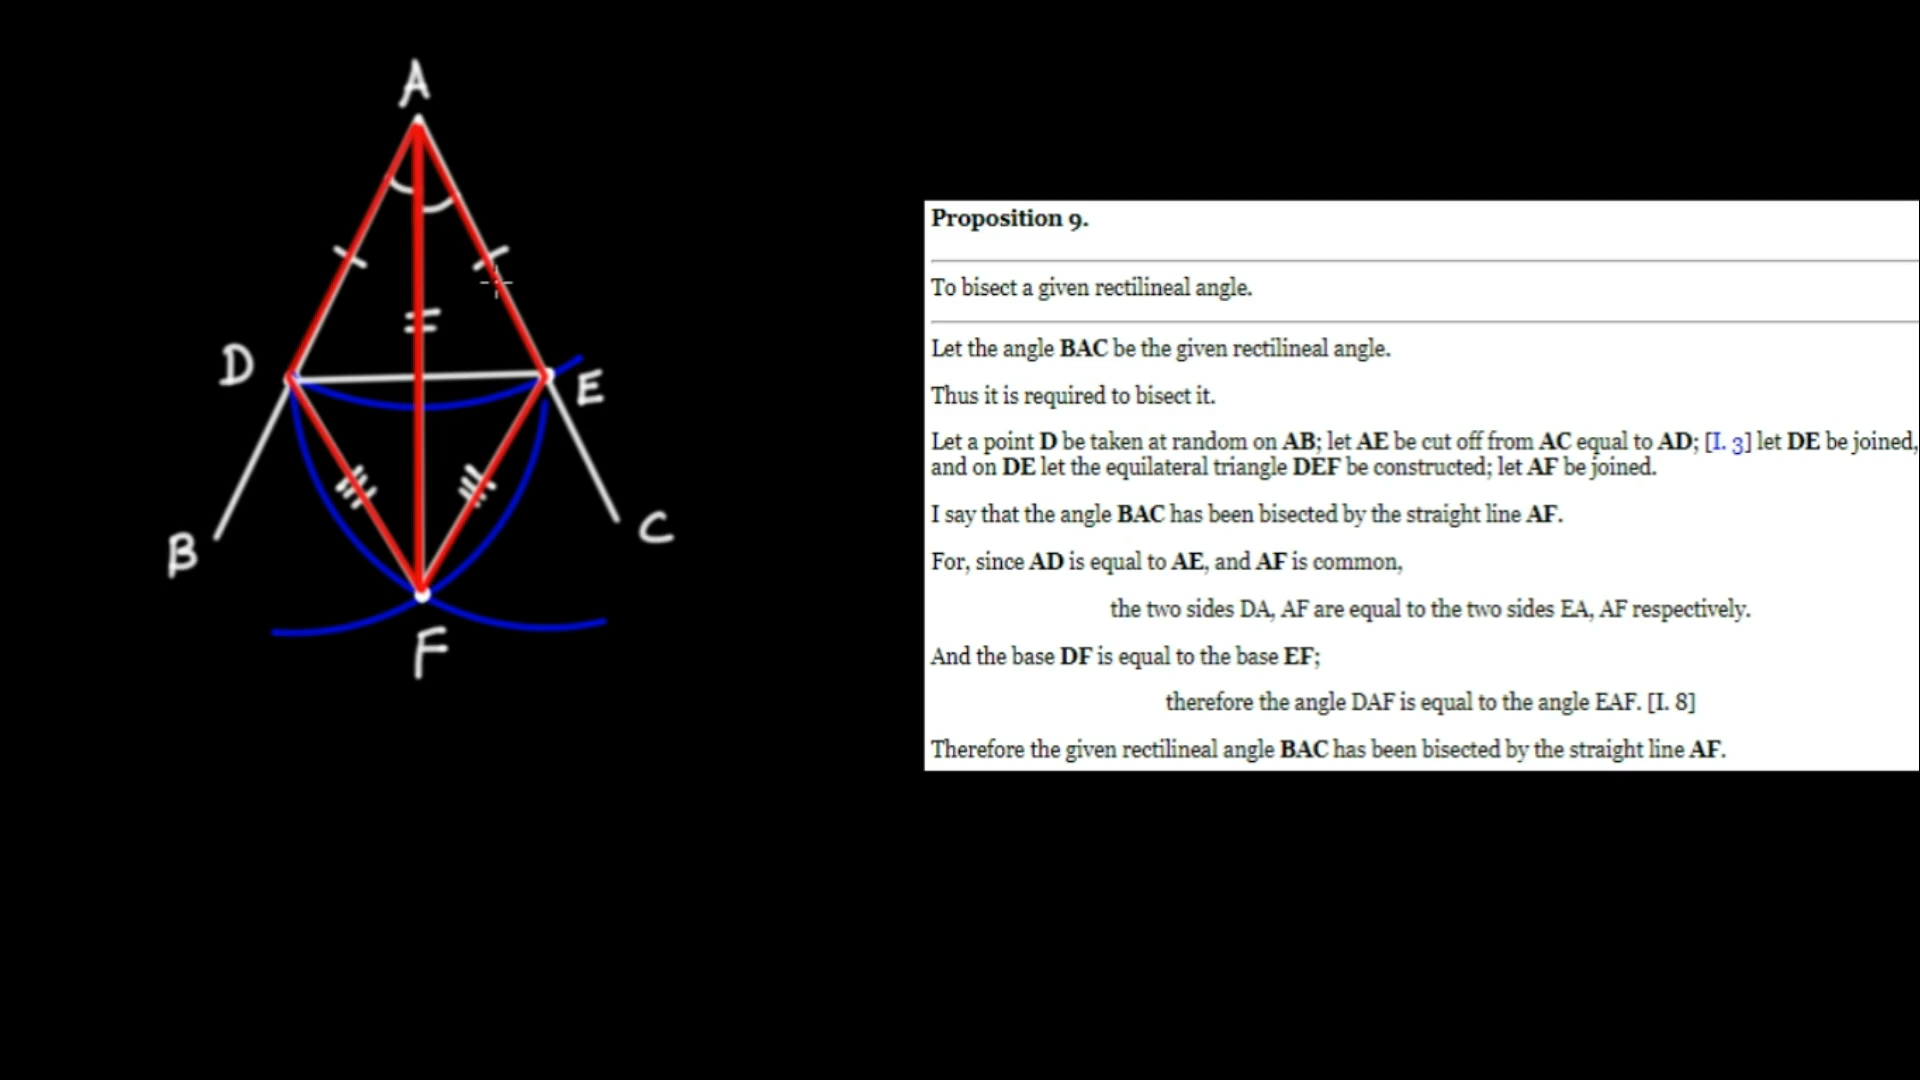 A
D
E
B
C
F
Proposition 9.
To bisect a given rectilineal angle.
Let the angle BAC be the given rectilineal angle.
Thus it is required to bisect it.
Let a point D be taken at random on AB; let AE be cut off from AC equal to AD; [I. 3] let DE be joined,
and on DE let the equilateral triangle DEF be constructed; let AF be joined.
I say that the angle BAC has been bisected by the straight line AF.
For, since AD is equal to AE, and AF is common,
the two sides DA, AF are equal to the two sides EA, AF respectively.
And the base DF is equal to the base EF;
therefore the angle DAF is equal to the angle EAF. [I. 8]
Therefore the given rectilineal angle BAC has been bisected by the straight line AF.